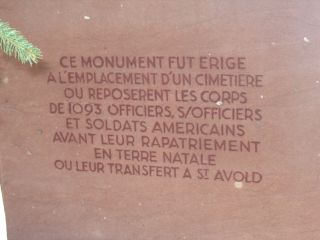 CE MONUMENT FUT ERIGE
A L'EMPLACEMENT D'UN CIMETIERE
OU REPOSERENT LES CORPS
DE 1093 OFFICIERS, S/OFFICIERS
ET SOLDATS AMERICAINS
AVANT LEUR RAPATRIEMENT
EN TERRE NATALE
OU LEUR TRANSFERT A ST AVOLD